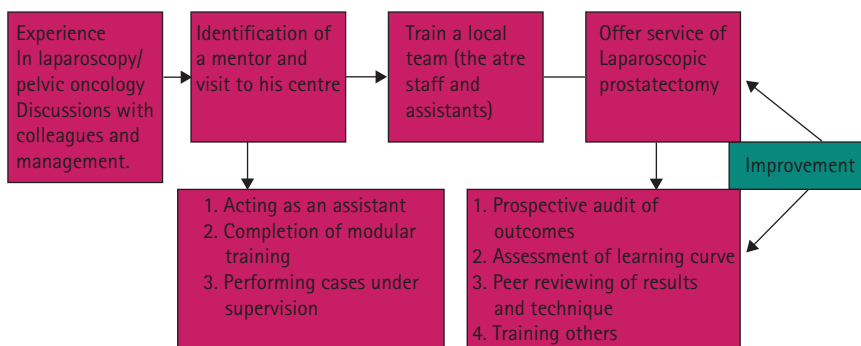 Experience
In laparoscopy/
pelvic oncology
Discussions with
colleagues and
management.
Identification of
a mentor and
visit to his centre
Train a local
team (the atre
staff and
assistants)
Offer service of
Laparoscopic
prostatectomy
Improvement
1. Acting as an assistant
2. Completion of modular
training
3. Performing cases under
supervision
1. Prospective audit of
outcomes
2. Assessment of learning curve
3. Peer reviewing of results
and technique
4. Training others